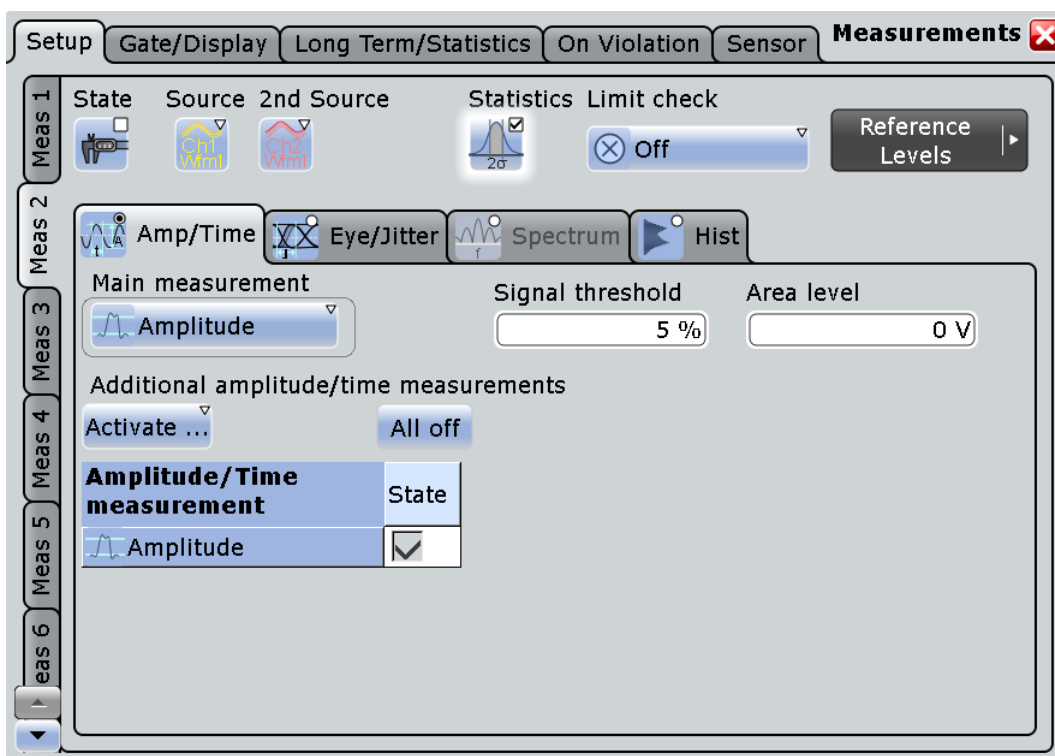 Setup Gate/Display Long Term/Statistics On Violation Sensor Measurements
Meas 1
Meas 2
Meas 3
Meas 4
Meas 5
eas 6
State Source 2nd Source Statistics Limit check
Ch1 Wfm1
Ch2 Wfm1
2σ
Off
Reference
Levels
Amp/Time Eye/Jitter Spectrum Hist
Main measurement Signal threshold Area level
Amplitude 5 % 0 V
Additional amplitude/time measurements
Activate ... All off
Amplitude/Time
measurement State
Amplitude